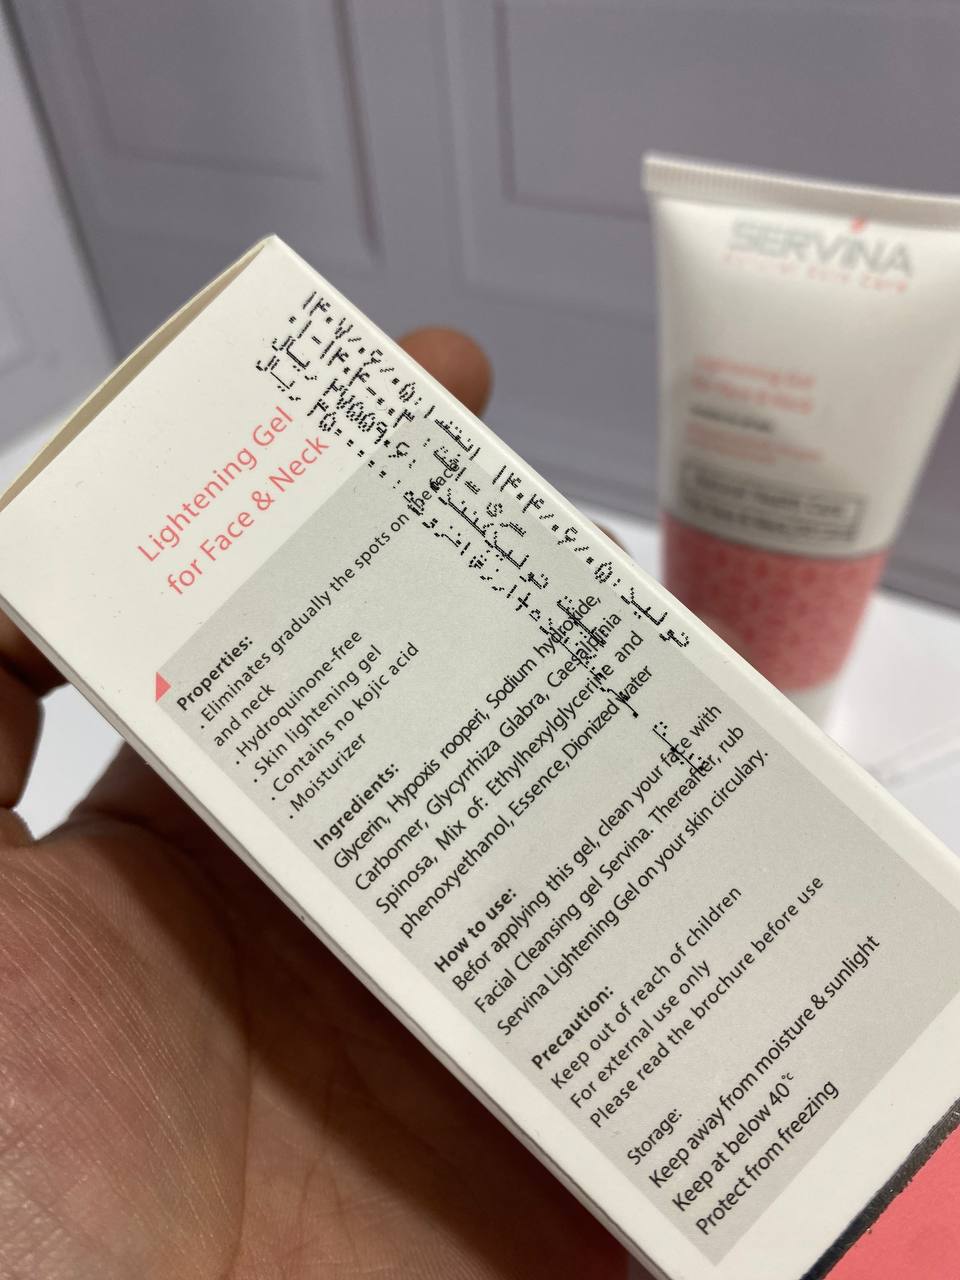 Lightening Gel
for Face & Neck
Properties:
. Eliminates gradually the spots on the face
and neck
. Hydroquinone-free
. Skin lightening gel
. Contains no kojic acid
. Moisturizer
Ingredients:
Glycerin, Hypoxis rooperi, Sodium hydroxide,
Carbomer, Glycyrrhiza Glabra, Caesalpinia
Spinosa, Mix of: Ethylhexylglycerine and
phenoxyethanol, Essence, Dionized water
How to use:
Befor applying this gel, clean your face with
Facial Cleansing gel Servina. Thereafter, rub
Servina Lightening Gel on your skin circulary.
Precaution:
Keep out of reach of children
For external use only
Please read the brochure before use
Storage:
Keep away from moisture & sunlight
Keep at below 40°c
Protect from freezing
SERVINA
Lightening Gel